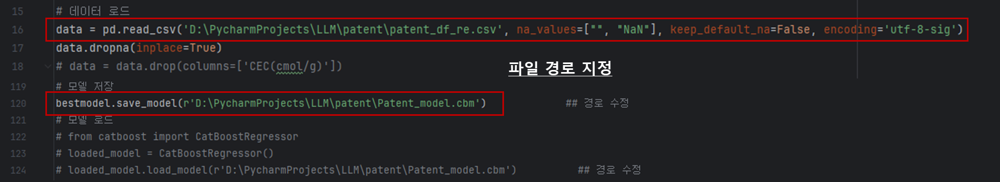 15 # 데이터 로드
16 data = pd.read_csv('D:\PycharmProjects\LLM\patent\patent_df_re.csv', na_values=["", "NaN"], keep_default_na=False, encoding='utf-8-sig')
17 data.dropna(inplace=True)
18 # data = data.drop(columns=['CEC(cmol/g)'])
파일 경로 지정
119 # 모델 저장
120 bestmodel.save_model(r'D:\PycharmProjects\LLM\patent\Patent_model.cbm') ## 경로 수정
121 # 모델 로드
122 # from catboost import CatBoostRegressor
123 # loaded_model = CatBoostRegressor()
124 # loaded_model.load_model(r'D:\PycharmProjects\LLM\patent\Patent_model.cbm') ## 경로 수정